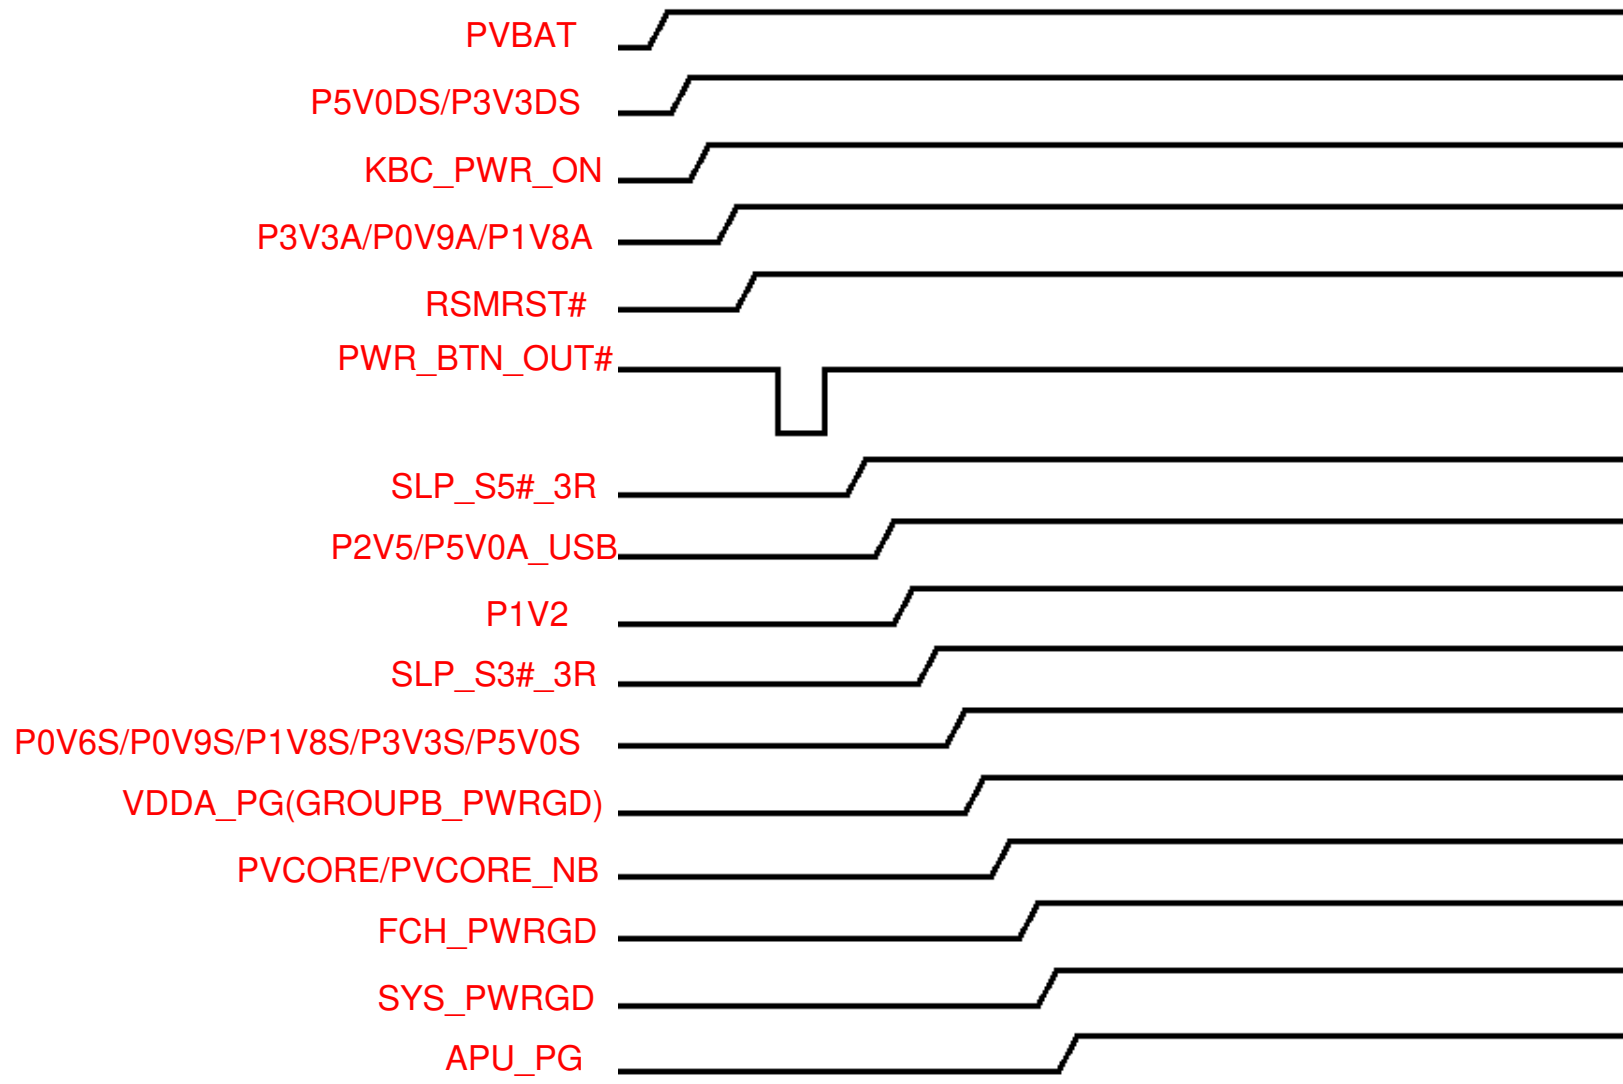 PVBAT
P5V0DS/P3V3DS
KBC_PWR_ON
P3V3A/P0V9A/P1V8A
RSMRST#
PWR_BTN_OUT#
SLP_S5#_3R
P2V5/P5V0A_USB
P1V2
SLP_S3#_3R
P0V6S/P0V9S/P1V8S/P3V3S/P5V0S
VDDA_PG(GROUPB_PWRGD)
PVCORE/PVCORE_NB
FCH_PWRGD
SYS_PWRGD
APU_PG